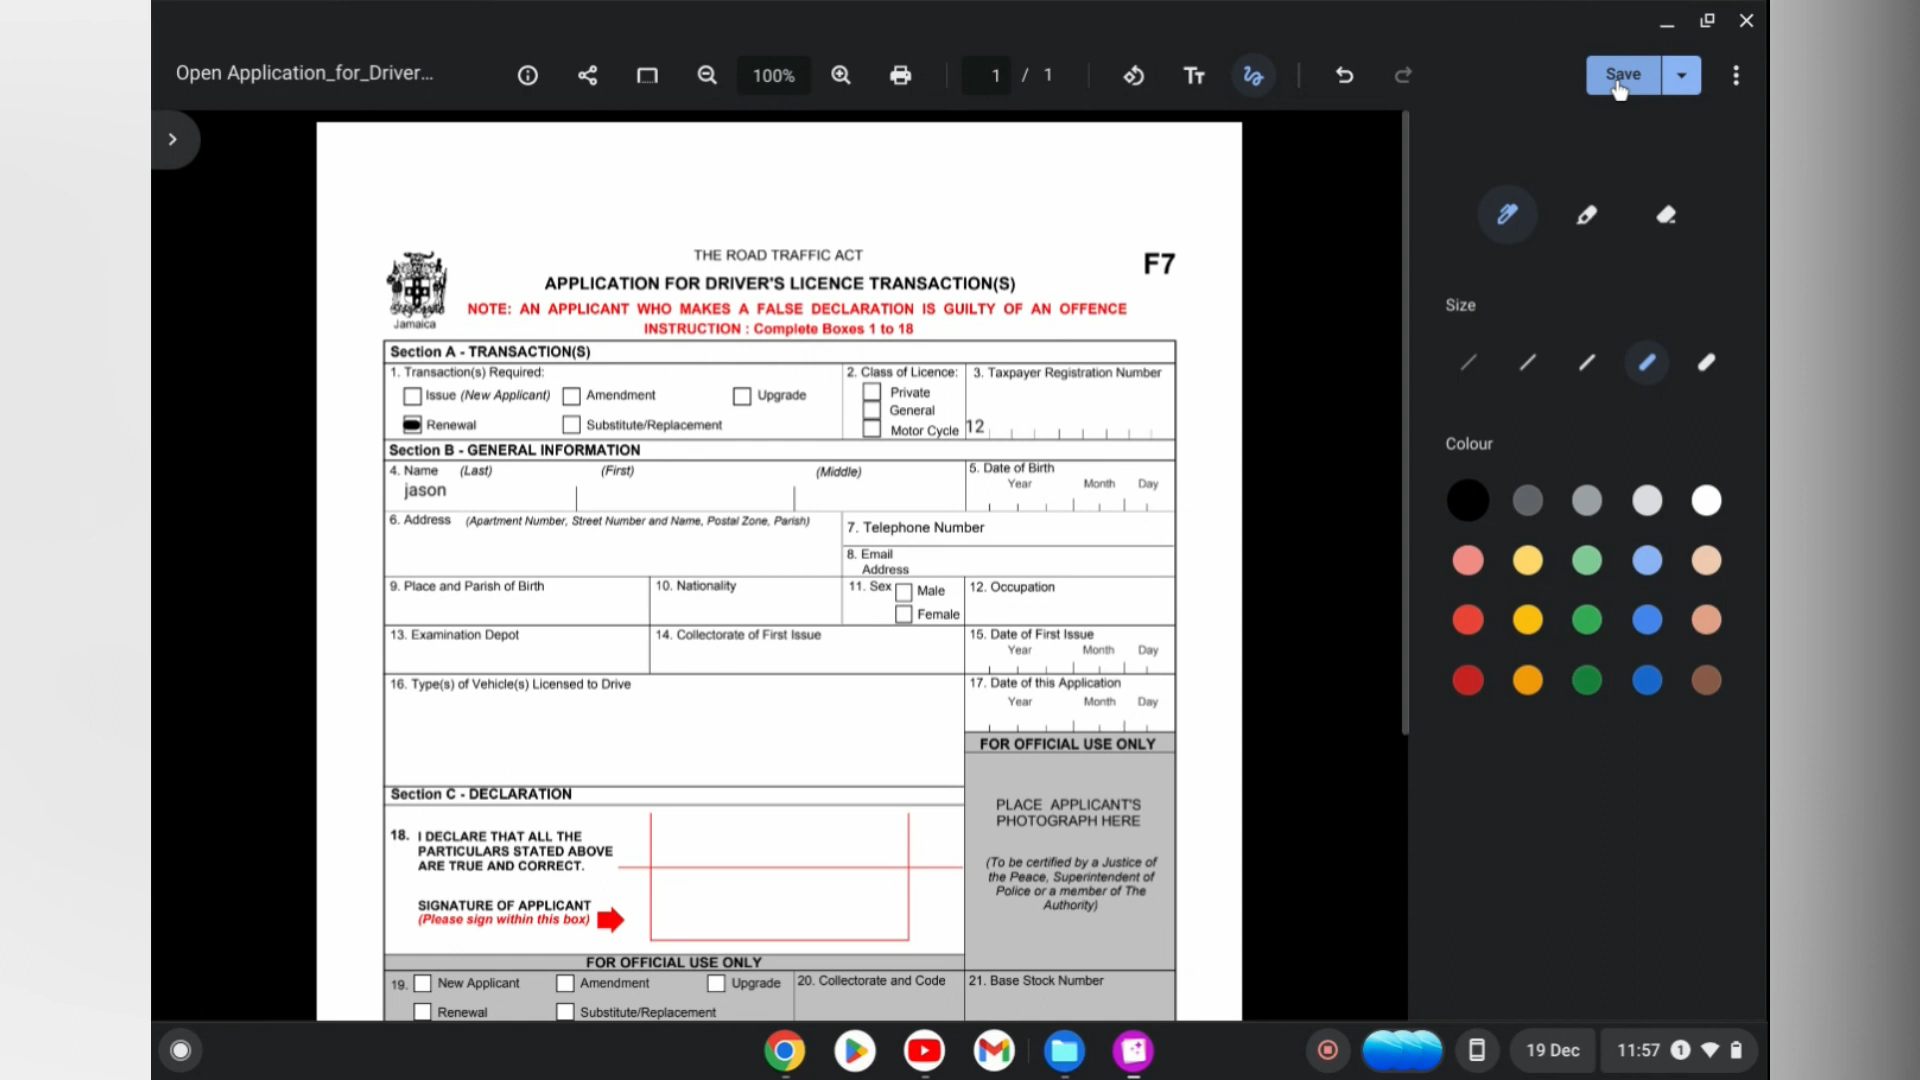 Open Application_for_Driver...
100%
1 / 1
Save
THE ROAD TRAFFIC ACT
F7
APPLICATION FOR DRIVER'S LICENCE TRANSACTION(S)
NOTE: AN APPLICANT WHO MAKES A FALSE DECLARATION IS GUILTY OF AN OFFENCE
Jamaica
INSTRUCTION : Complete Boxes 1 to 18
Section A - TRANSACTION(S)
1. Transaction(s) Required:
Issue (New Applicant)
Amendment
Upgrade
Renewal
Substitute/Replacement
2. Class of Licence:
Private
General
Motor Cycle
3. Taxpayer Registration Number
12
Section B - GENERAL INFORMATION
4. Name (Last) (First) (Middle)
jason
5. Date of Birth
Year Month Day
6. Address (Apartment Number, Street Number and Name, Postal Zone, Parish)
7. Telephone Number
8. Email
Address
9. Place and Parish of Birth
10. Nationality
11. Sex
Male
Female
12. Occupation
13. Examination Depot
14. Collectorate of First Issue
15. Date of First Issue
Year Month Day
16. Type(s) of Vehicle(s) Licensed to Drive
17. Date of this Application
Year Month Day
FOR OFFICIAL USE ONLY
PLACE APPLICANT'S
PHOTOGRAPH HERE
(To be certified by a Justice of
the Peace, Superintendent of
Police or a member of The
Authority)
Section C - DECLARATION
18. I DECLARE THAT ALL THE
PARTICULARS STATED ABOVE
ARE TRUE AND CORRECT.
SIGNATURE OF APPLICANT
(Please sign within this box)
FOR OFFICIAL USE ONLY
19. New Applicant
Amendment
Upgrade
Renewal
Substitute/Replacement
20. Collectorate and Code
21. Base Stock Number
Size
Colour
19 Dec
11:57
1